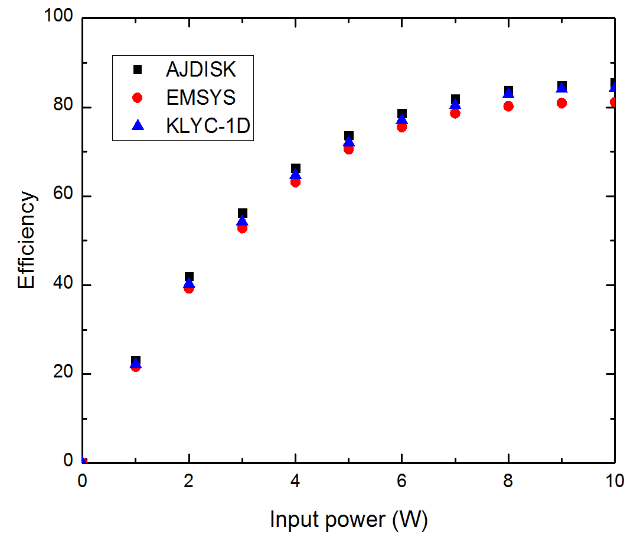 100
AJDISK
EMSYS
KLYC-1D
80
60
40
20
0
Efficiency
0 2 4 6 8 10
Input power (W)